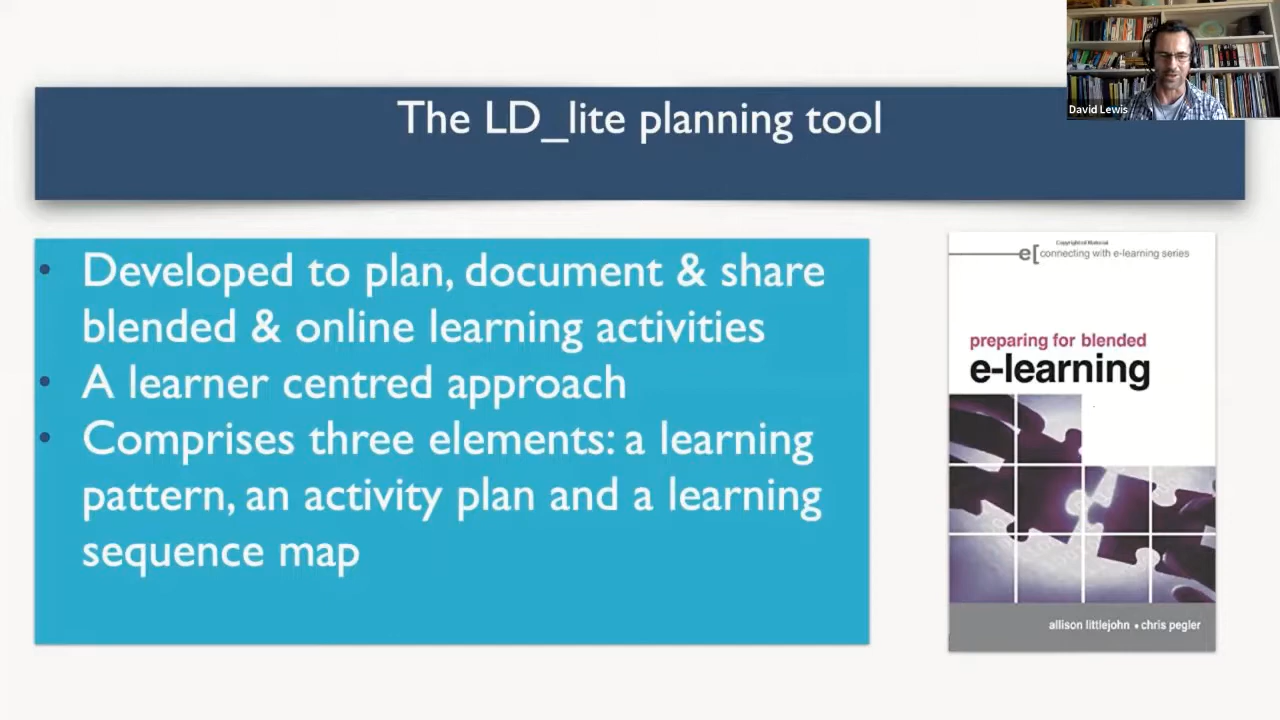 The LD_lite planning tool
David Lewis
• Developed to plan, document & share
blended & online learning activities
• A learner centred approach
• Comprises three elements: a learning
pattern, an activity plan and a learning
sequence map
Copyrighted Material
e[ connecting with e-learning series
preparing for blended
e-learning
allison littlejohn • chris pegler